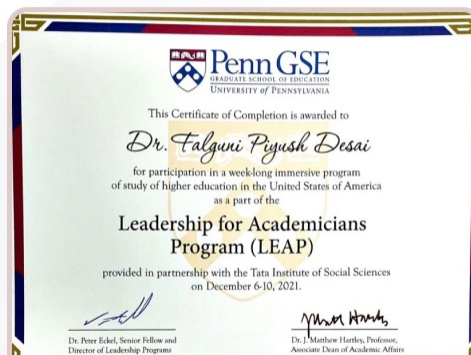 Penn GSE
GRADUATE SCHOOL OF EDUCATION
UNIVERSITY of PENNSYLVANIA
This Certificate of Completion is awarded to
Dr. Falguni Piyush Desai
for participation in a week-long immersive program
of study of higher education in the United States of America
as a part of the
Leadership for Academicians
Program (LEAP)
provided in partnership with the Tata Institute of Social Sciences
on December 6-10, 2021.
Dr. Peter Eckel, Senior Fellow and
Director of Leadership Programs
Dr. J. Matthew Hartley, Professor,
Associate Dean of Academic Affairs